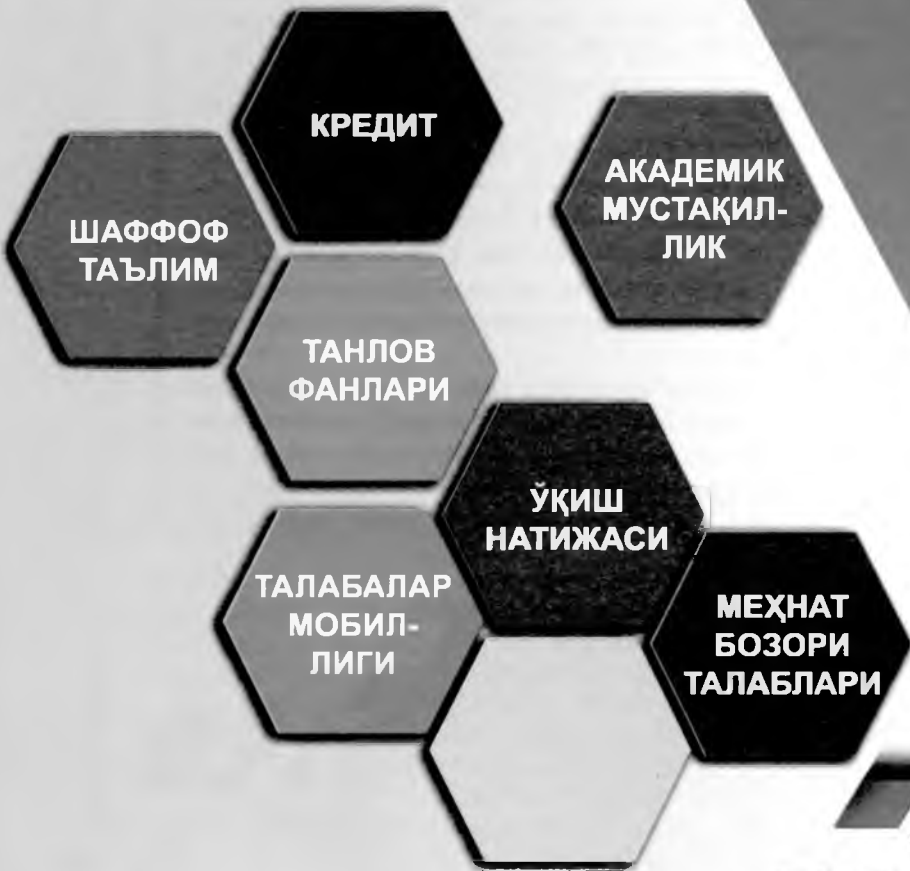 КРЕДИТ
АКАДЕМИК
МУСТАҚИЛ-
ЛИК
ШАФФОФ
ТАЪЛИМ
ТАНЛОВ
ФАНЛАРИ
ЎҚИШ
НАТИЖАСИ
ТАЛАБАЛАР
МОБИЛ-
ЛИГИ
МЕҲНАТ
БОЗОРИ
ТАЛАБЛАРИ